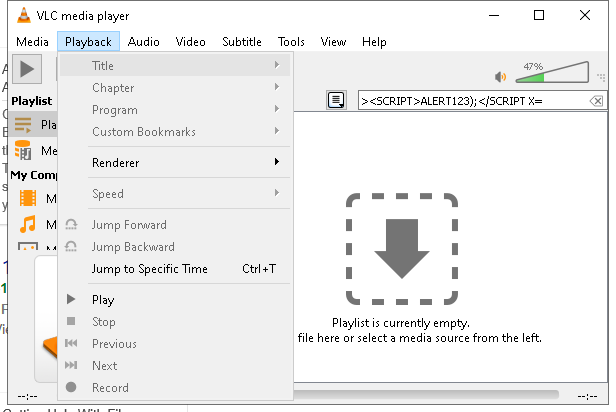 VLC media player
Media Playback Audio Video Subtitle Tools View Help
47%
Title
Chapter
Program
Custom Bookmarks
Renderer
Speed
Jump Forward
Jump Backward
Jump to Specific Time Ctrl+T
Play
Stop
Previous
Next
Record
Playlist
Pla
Me
My Comp
M
M
M
><SCRIPT>ALERT123);</SCRIPT X=
Playlist is currently empty.
file here or select a media source from the left.
--:-- --:--